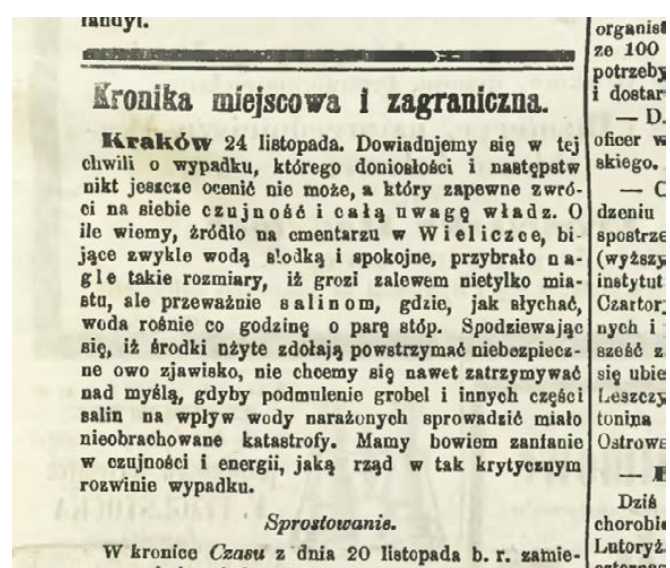 Kronika miejscowa i zagraniczna.
Kraków 24 listopada. Dowiadujemy się w tej
chwili o wypadku, którego doniosłości i następstw
nikt jeszcze ocenić nie może, a który zapewne zwró-
ci na siebie czujność i całą uwagę władz. O
ile wiemy, źródło na cmentarzu w Wieliczce, bi-
jące zwykle wodą słodką i spokojne, przybrało na-
gle takie rozmiary, iż grozi zalewem nietylko mia-
stu, ale przeważnie salinom, gdzie, jak słychać,
woda rośnie co godzinę o parę stóp. Spodziewając
się, iż środki użyte zdołają powstrzymać niebezpiecz-
ne owo zjawisko, nie chcemy się nawet zatrzymywać
nad myślą, gdyby podmulenie grobel i innych części
salin na wpływ wody narażonych sprowadzić miało
nieobrachowane katastrofy. Mamy bowiem zaufanie
w czujności i energii, jaką rząd w tak krytycznym
rozwinie wypadku.
Sprostowanie.
W kronice Czasu z dnia 20 listopada b. r. zamie-
ze 100
potrzeby
i dostar
— D.
oficer w
skiego.
— C
dzeniu
spostrze
(wyższy
instytut
Czartor
nych i
sześć z
się ubie
Leszczy
tonina
Ostrows
—
Dziś
chorobie
Lutoryż.